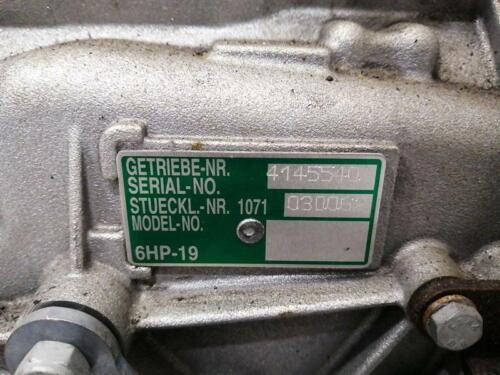 GETRIEBE-NR. 4145540
SERIAL-NO.
STUECKL.-NR. 1071
MODEL-NO.
6HP-19